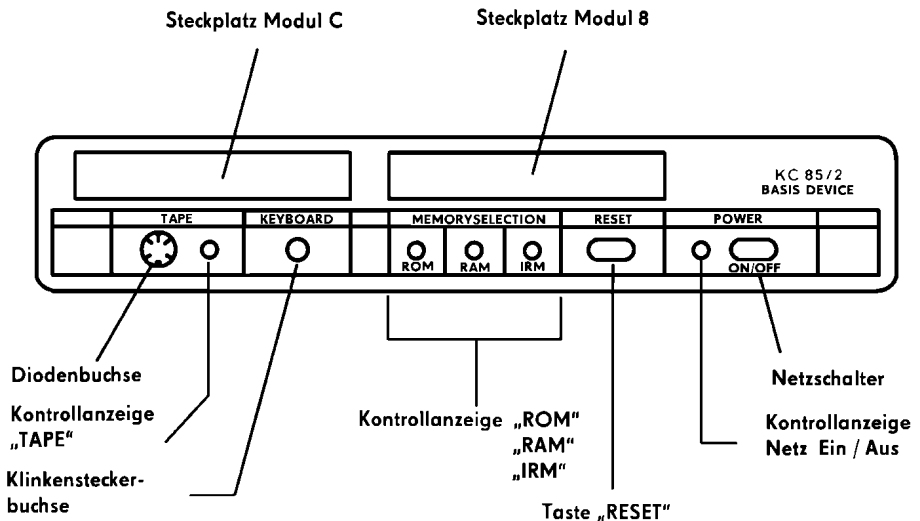 Steckplatz Modul C
Steckplatz Modul 8
KC 85/2
BASIS DEVICE
TAPE
KEYBOARD
MEMORYSELECTION
RESET
POWER
ROM
RAM
IRM
ON/OFF
Diodenbuchse
Kontrollanzeige
„TAPE"
Klinkenstecker-
buchse
Kontrollanzeige „ROM"
„RAM"
„IRM"
Taste „RESET"
Netzschalter
Kontrollanzeige
Netz Ein / Aus